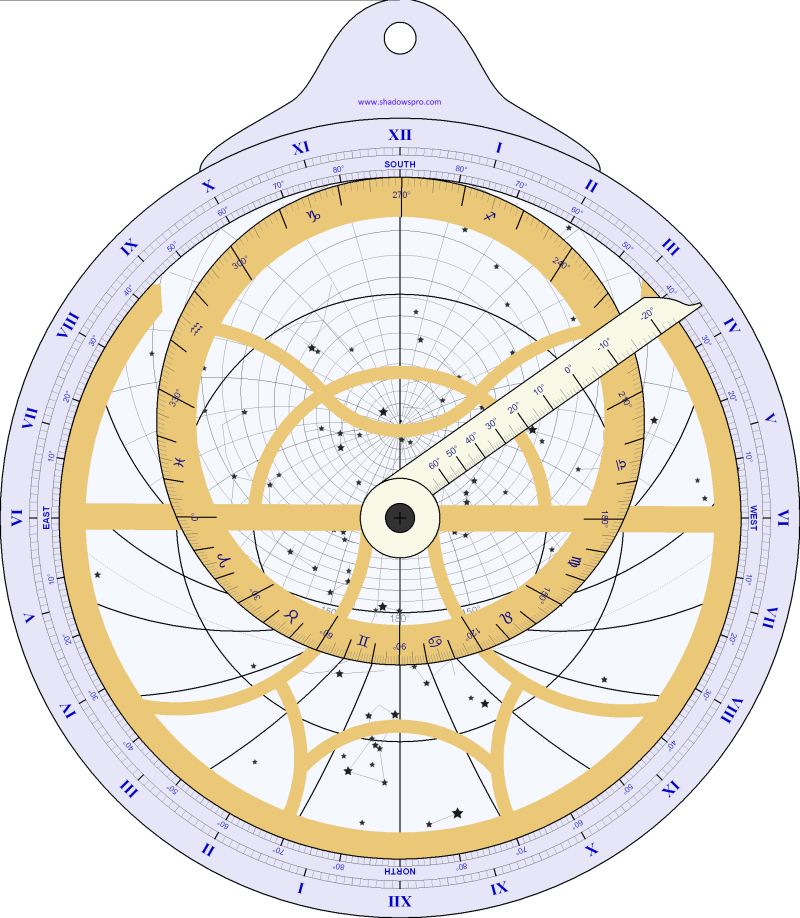 www.shadowspro.com
XII
I
II
III
IV
V
VI
VII
VIII
IX
X
XI
XII
I
II
III
IV
V
VI
VII
VIII
IX
X
XI
SOUTH
WEST
NORTH
EAST
80°
70°
60°
50°
40°
30°
20°
10°
10°
20°
30°
40°
50°
60°
70°
80°
80°
70°
60°
50°
40°
30°
20°
10°
10°
20°
30°
40°
50°
60°
70°
80°
270°
♐
240°
210°
♎
180°
♍
150°
♌
120°
♋
90°
♊
60°
♉
30°
♈
0°
♓
330°
♒
300°
♑
-20°
-10°
0°
10°
20°
30°
40°
50°
60°
150°
180°
150°